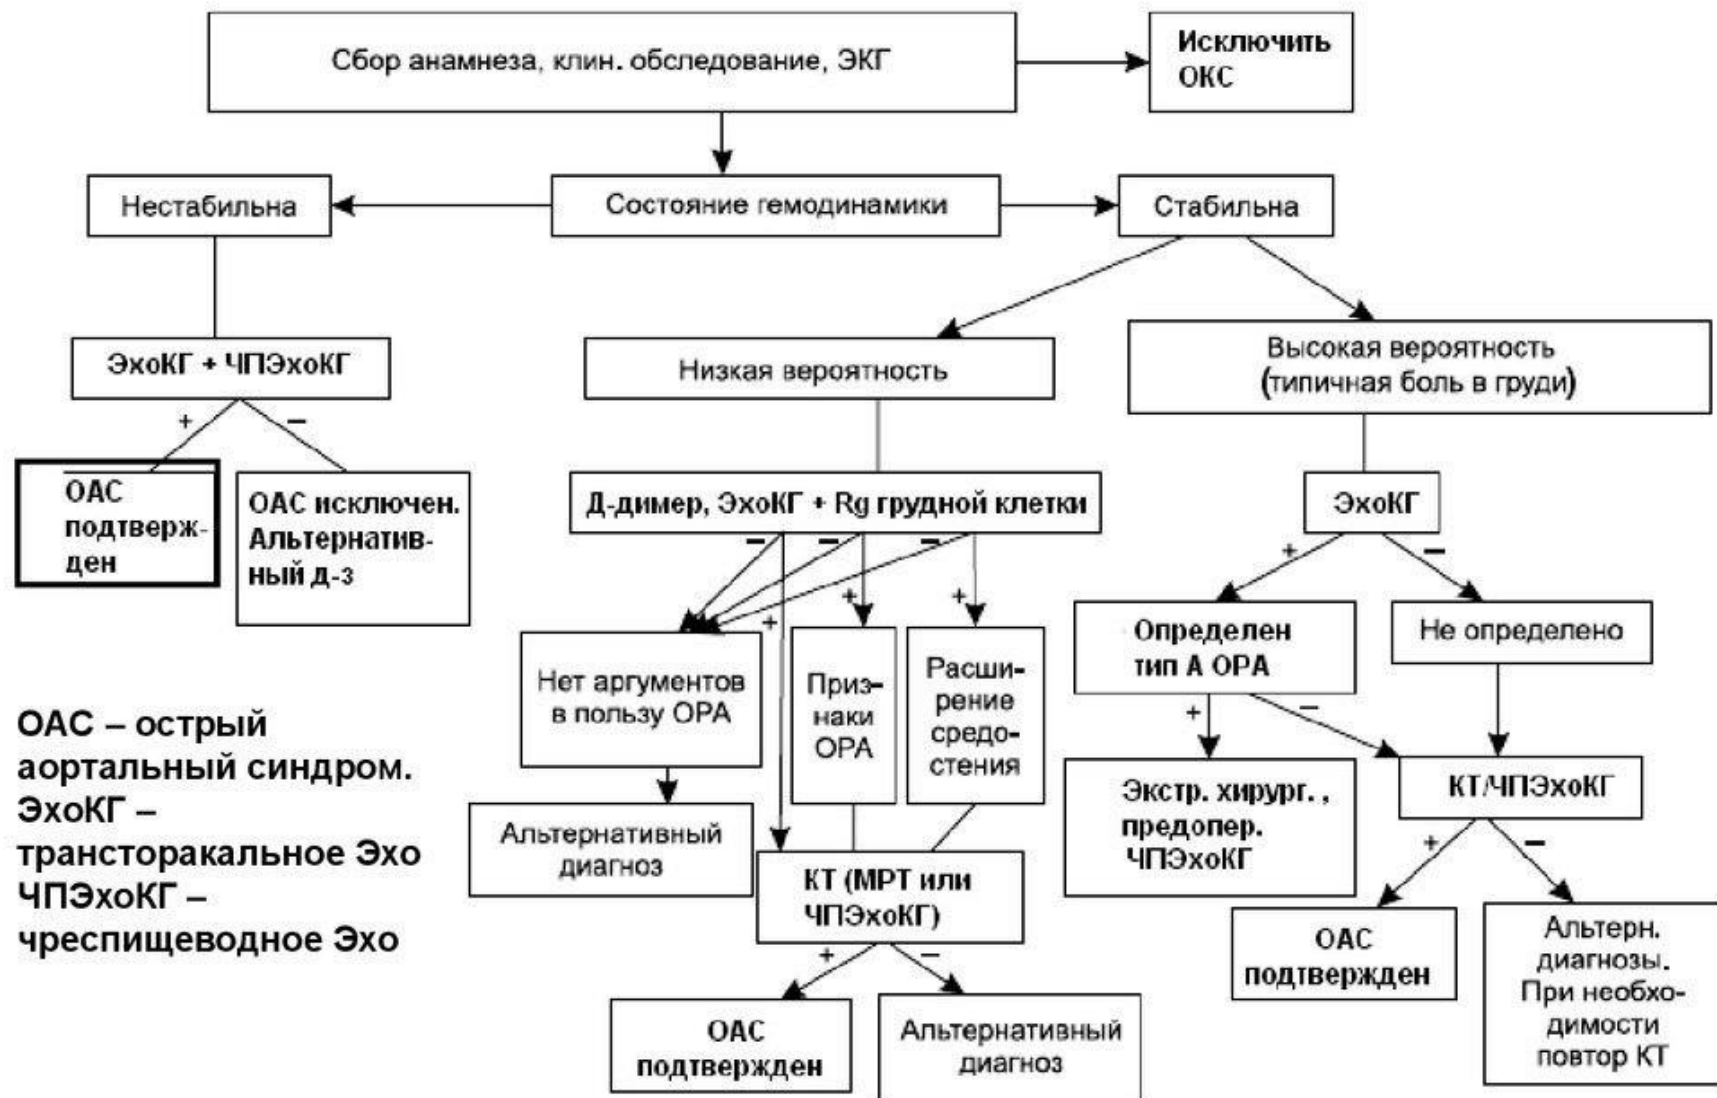 Сбор анамнеза, клин. обследование, ЭКГ
Исключить
ОКС
Нестабильна
Состояние гемодинамики
Стабильна
ЭхоКГ + ЧПЭхоКГ
Низкая вероятность
Высокая вероятность
(типичная боль в груди)
+
−
ОАС
подтверж-
ден
ОАС исключен.
Альтернатив-
ный д-з
Д-димер, ЭхоКГ + Rg грудной клетки
ЭхоКГ
−
−
−
+
+
+
+
−
Нет аргументов
в пользу ОРА
Приз-
наки
ОРА
Расши-
рение
средо-
стения
Определен
тип А ОРА
Не определено
+
−
Альтернативный
диагноз
КТ (МРТ или
ЧПЭхоКГ)
Экстр. хирург. ,
предопер.
ЧПЭхоКГ
КТ/ЧПЭхоКГ
+
−
+
−
ОАС
подтвержден
Альтернативный
диагноз
ОАС
подтвержден
Альтерн.
диагнозы.
При необхо-
димости
повтор КТ
ОАС – острый
аортальный синдром.
ЭхоКГ –
трансторакальное Эхо
ЧПЭхоКГ –
чреспищеводное Эхо